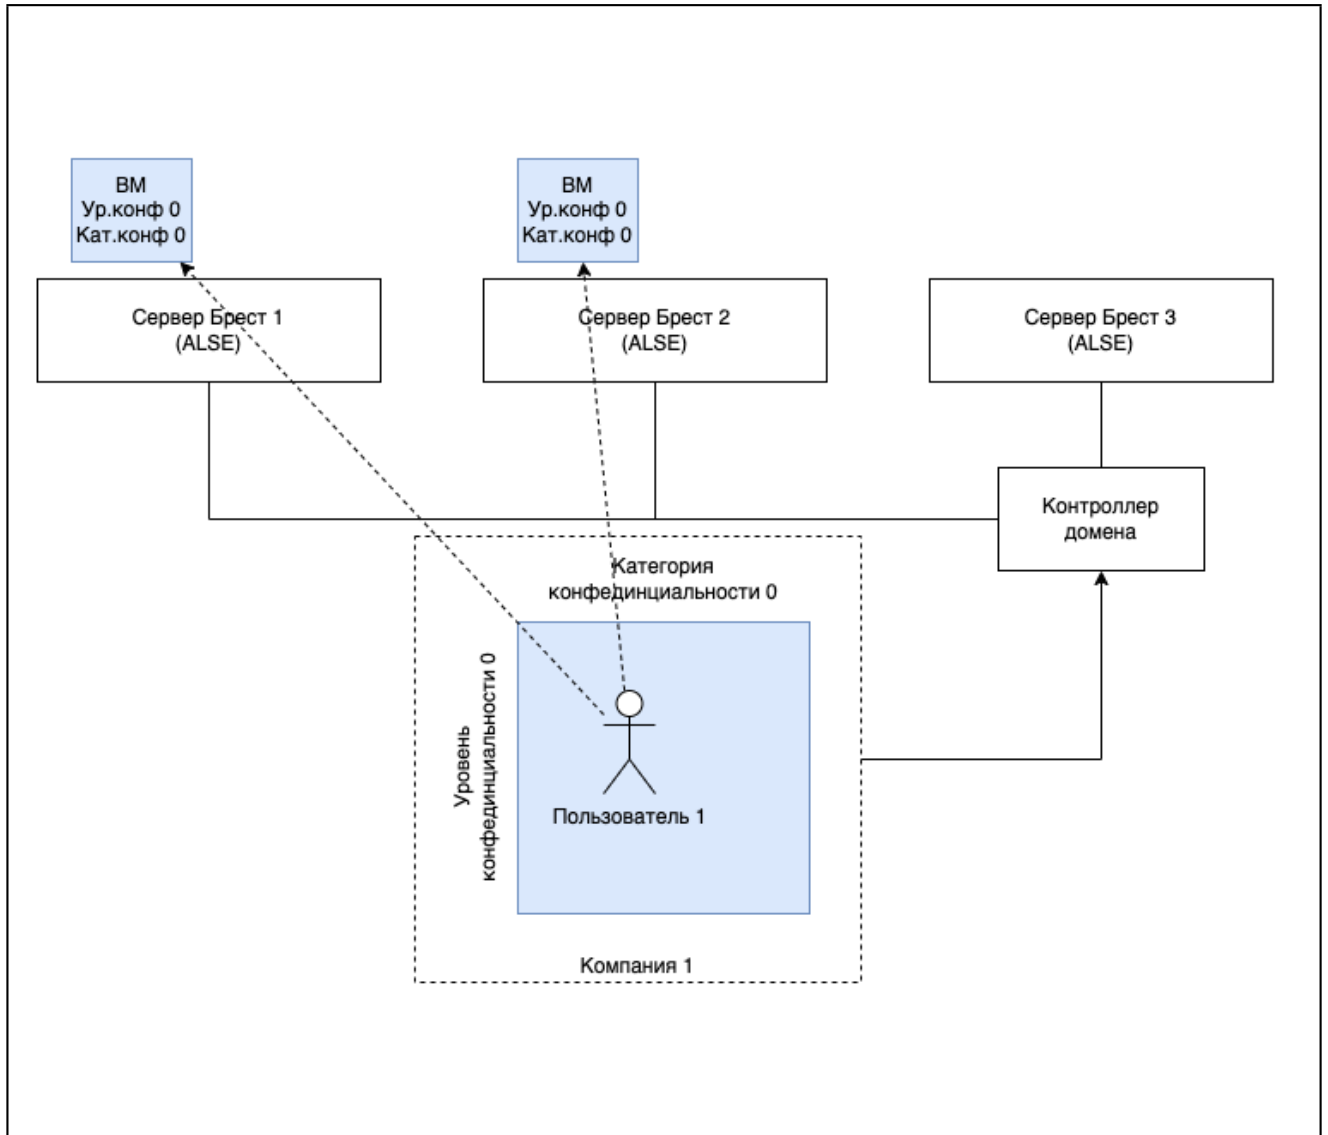 ВМ
Ур.конф 0
Кат.конф 0
ВМ
Ур.конф 0
Кат.конф 0
Сервер Брест 1
(ALSE)
Сервер Брест 2
(ALSE)
Сервер Брест 3
(ALSE)
Контроллер
домена
Категория
конфединциальности 0
Уровень
конфединциальности 0
Пользователь 1
Компания 1